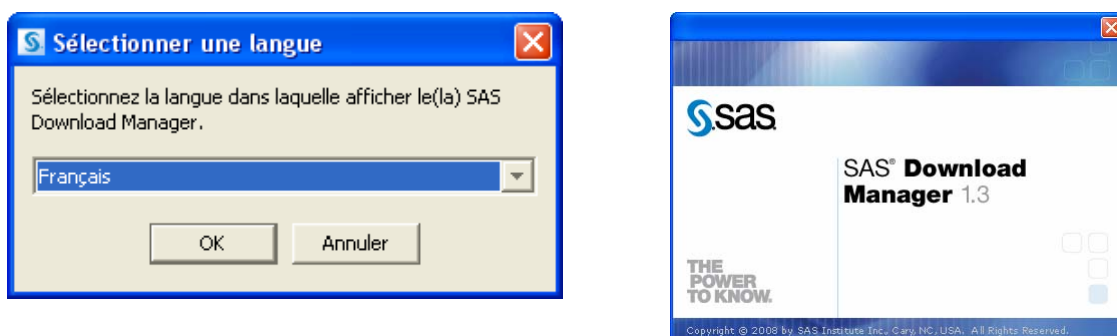 Sélectionner une langue
Sélectionnez la langue dans laquelle afficher le(la) SAS
Download Manager.
Français
OK Annuler
sas
SAS® Download
Manager 1.3
THE
POWER
TO KNOW.
Copyright © 2008 by SAS Institute Inc., Cary, NC, USA. All Rights Reserved.